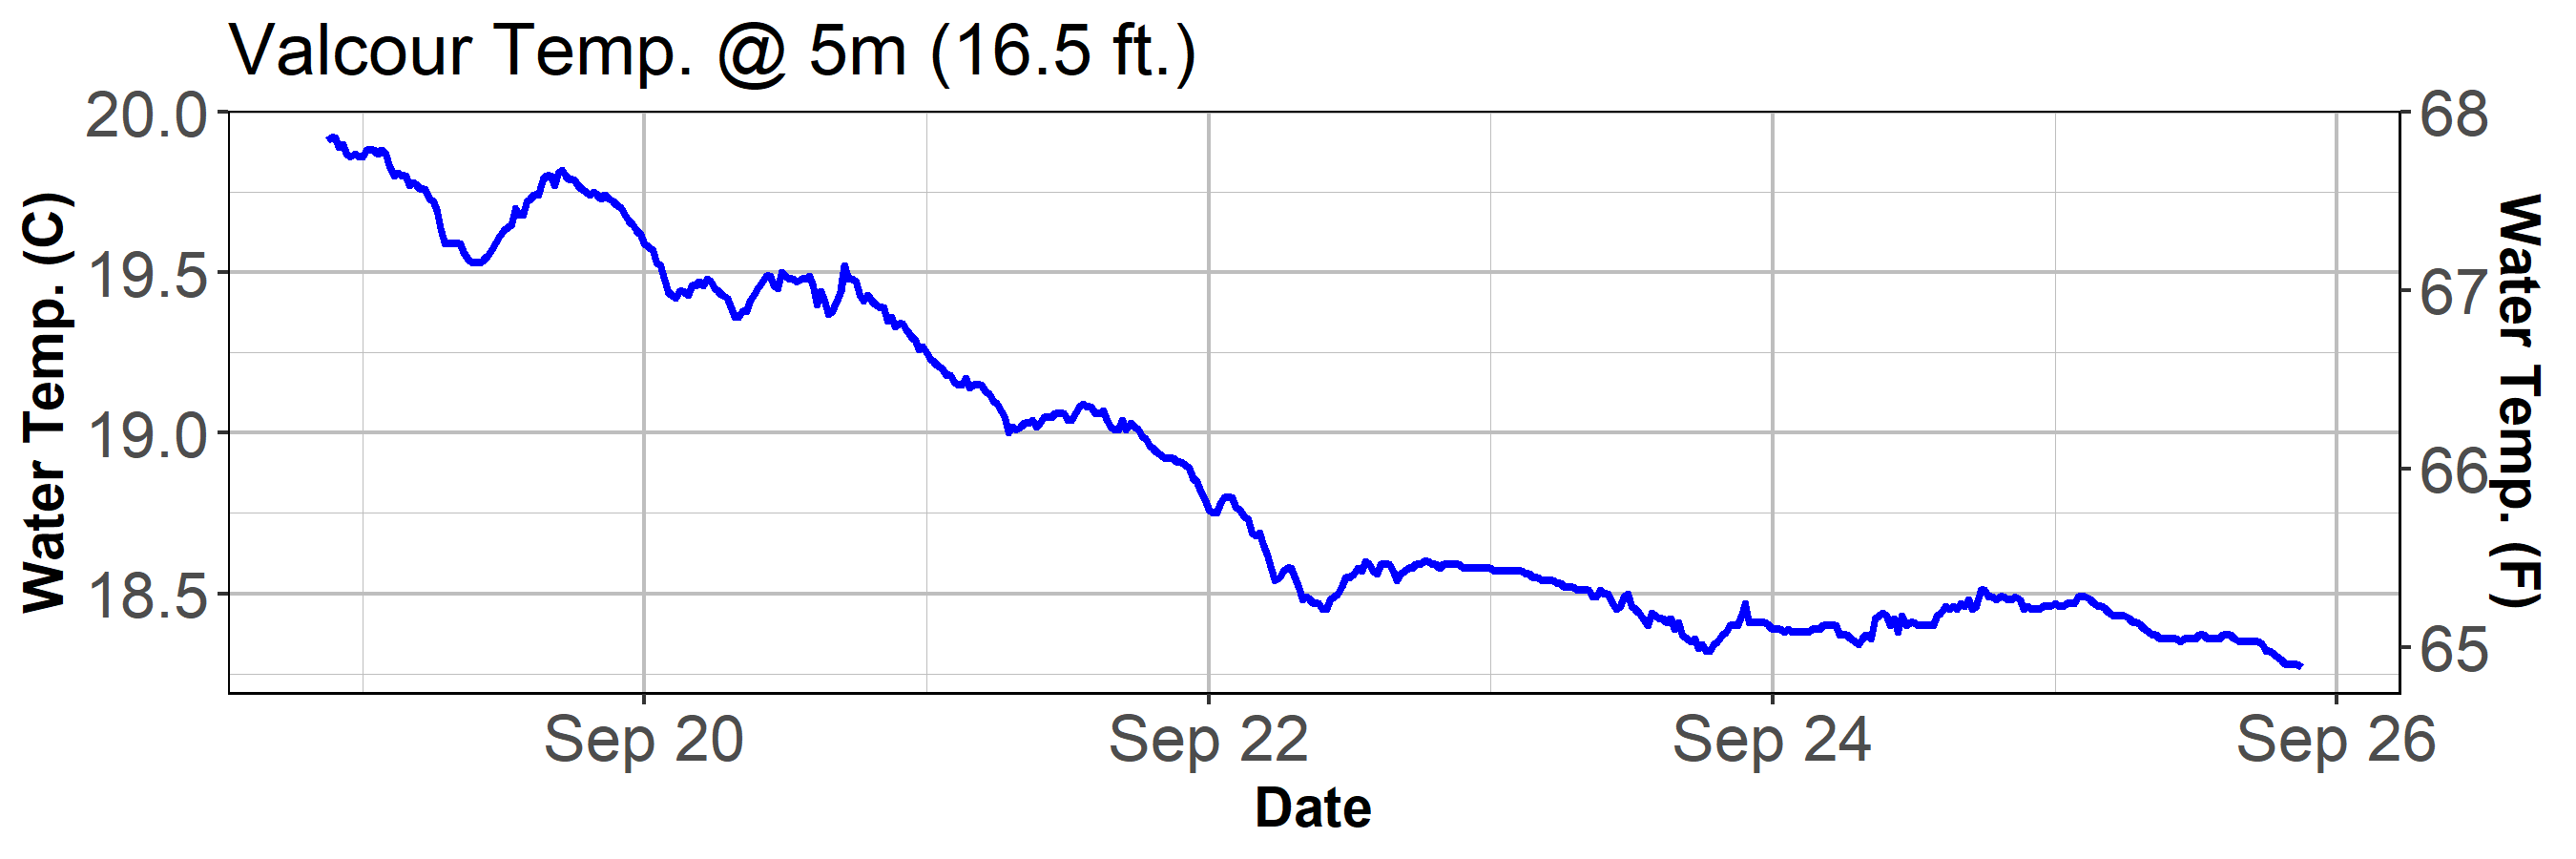 Valcour Temp. @ 5m (16.5 ft.)
Water Temp. (C)
20.0
19.5
19.0
18.5
68
67
66
65
Water Temp. (F)
Sep 20
Sep 22
Sep 24
Sep 26
Date